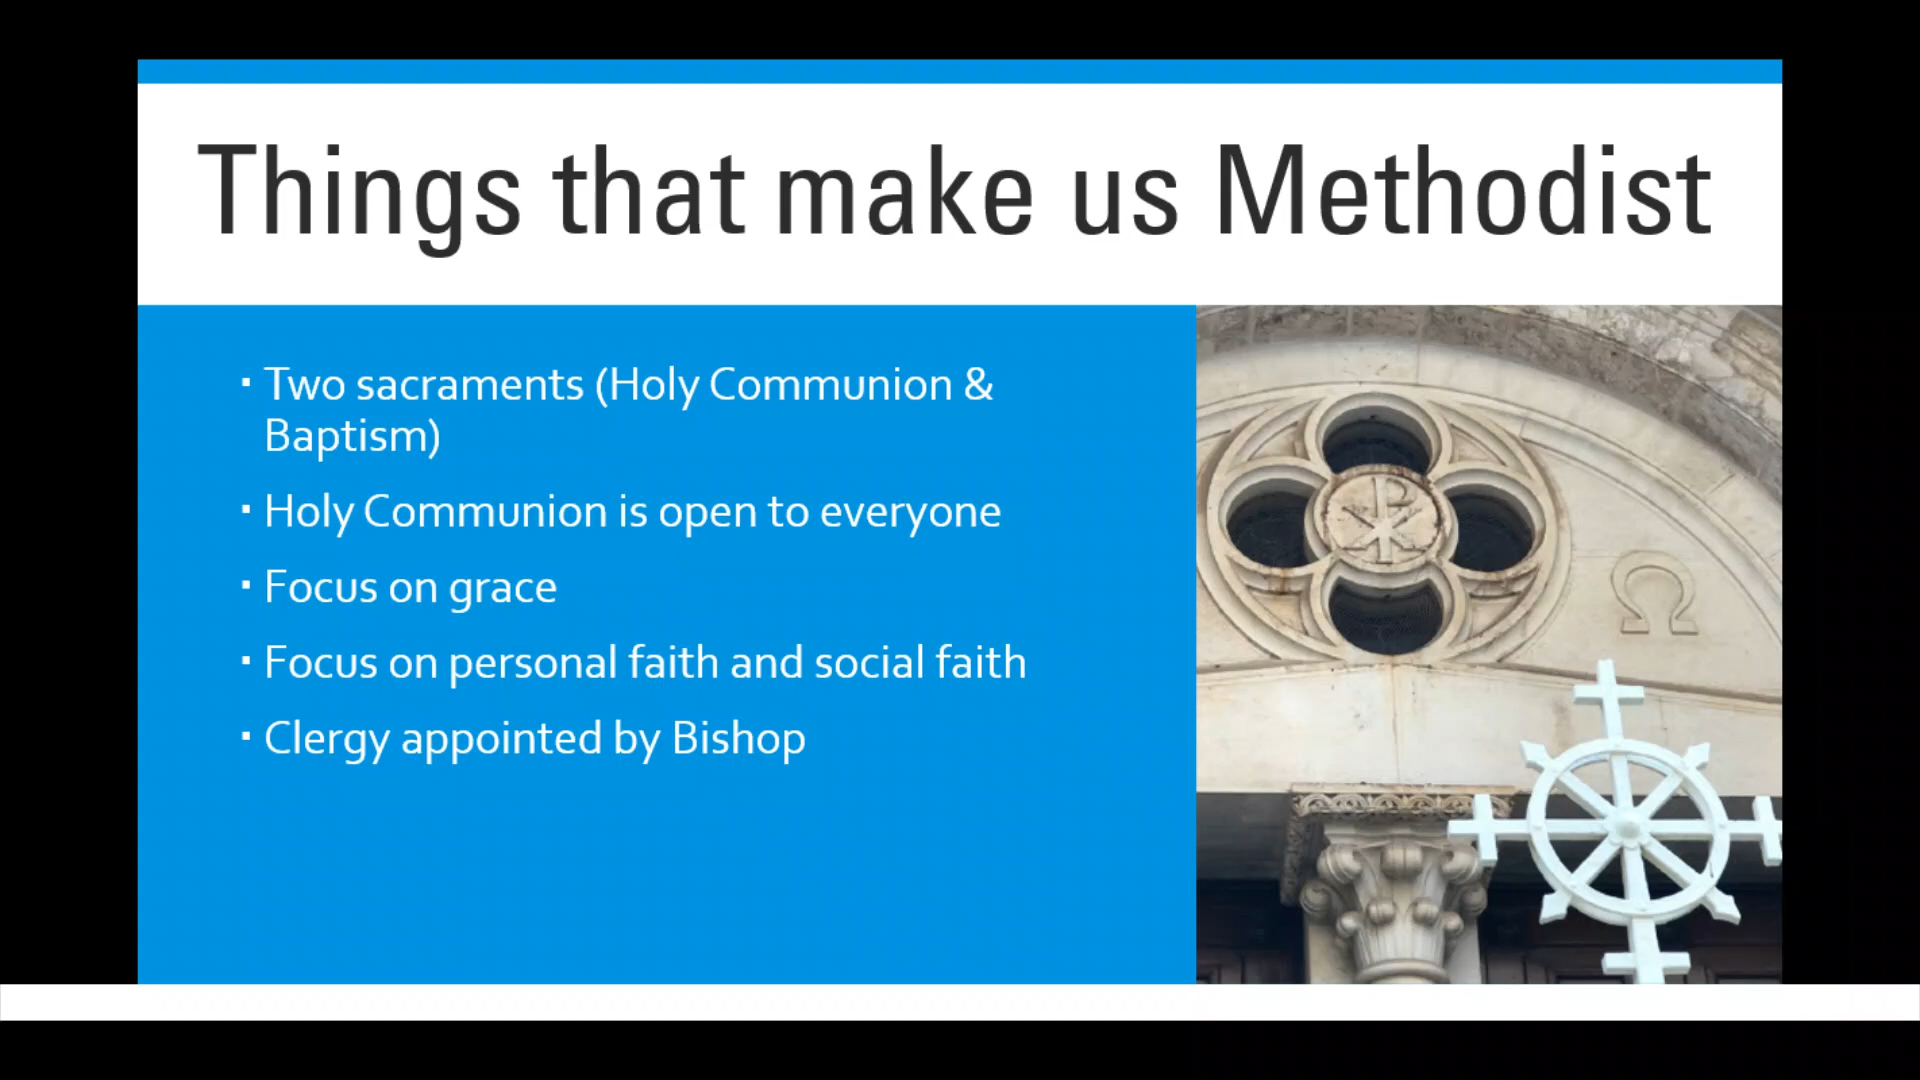 Things that make us Methodist
▪ Two sacraments (Holy Communion &
Baptism)
▪ Holy Communion is open to everyone
▪ Focus on grace
▪ Focus on personal faith and social faith
▪ Clergy appointed by Bishop
☧
Ω